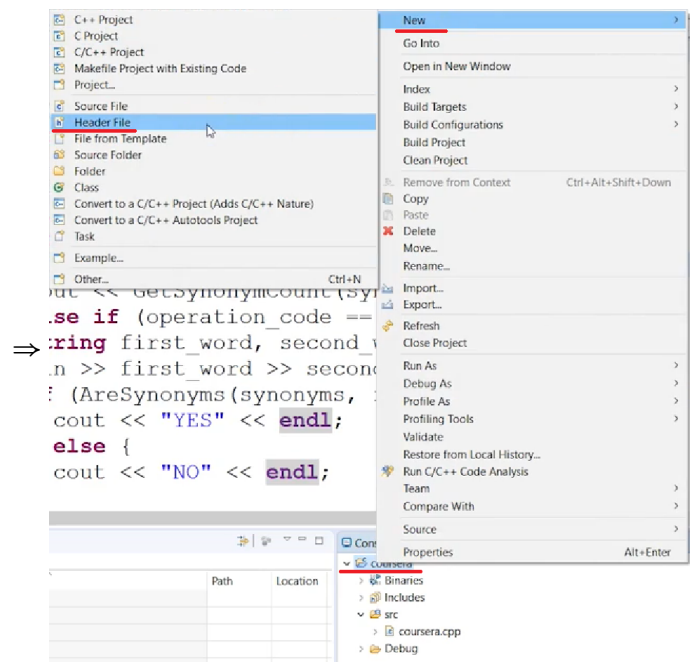 C++ Project
C Project
C/C++ Project
Makefile Project with Existing Code
Project...
Source File
Header File
File from Template
Source Folder
Folder
Class
Convert to a C/C++ Project (Adds C/C++ Nature)
Convert to a C/C++ Autotools Project
Task
Example...
Other... Ctrl+N
New
Go Into
Open in New Window
Index
Build Targets
Build Configurations
Build Project
Clean Project
Remove from Context Ctrl+Alt+Shift+Down
Copy
Paste
Delete
Move...
Rename...
Import...
Export...
Refresh
Close Project
Run As
Debug As
Profile As
Profiling Tools
Validate
Restore from Local History...
Run C/C++ Code Analysis
Team
Compare With
Source
Properties Alt+Enter
out << GetSynonymCount(syn
lse if (operation_code ==
⇒ tring first_word, second_w
in >> first_word >> secon
f (AreSynonyms(synonyms,
cout << "YES" << endl;
else {
cout << "NO" << endl;
Path Location
Cons
coursera
Binaries
Includes
src
coursera.cpp
Debug